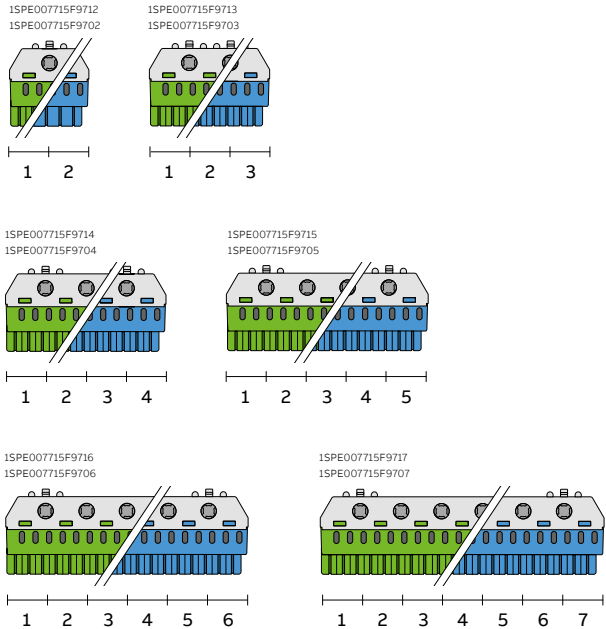 1SPE007715F9712 1SPE007715F9713
1SPE007715F9702 1SPE007715F9703
1 2 1 2 3
1SPE007715F9714 1SPE007715F9715
1SPE007715F9704 1SPE007715F9705
1 2 3 4 1 2 3 4 5
1SPE007715F9716 1SPE007715F9717
1SPE007715F9706 1SPE007715F9707
1 2 3 4 5 6 1 2 3 4 5 6 7